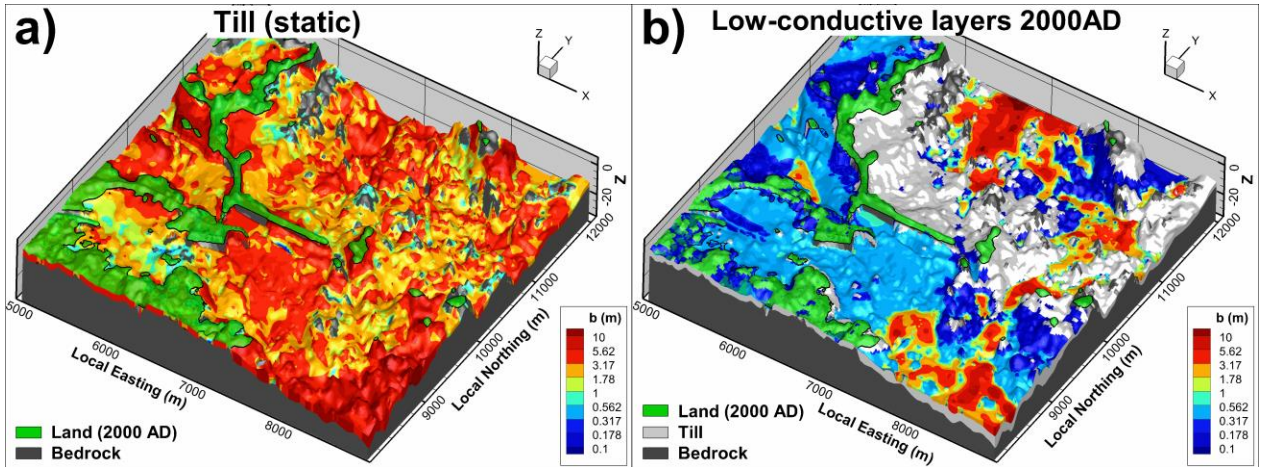 a)
Till (static)
Z
Y
X
0
-20
Z
12000
11000
10000
9000
Local Northing (m)
5000
6000
7000
8000
Local Easting (m)
Land (2000 AD)
Bedrock
b (m)
10
5.62
3.17
1.78
1
0.562
0.317
0.178
0.1
b)
Low-conductive layers 2000AD
Z
Y
X
0
-20
Z
12000
11000
10000
9000
Local Northing (m)
5000
6000
7000
8000
Local Easting (m)
Land (2000 AD)
Till
Bedrock
b (m)
10
5.62
3.17
1.78
1
0.562
0.317
0.178
0.1